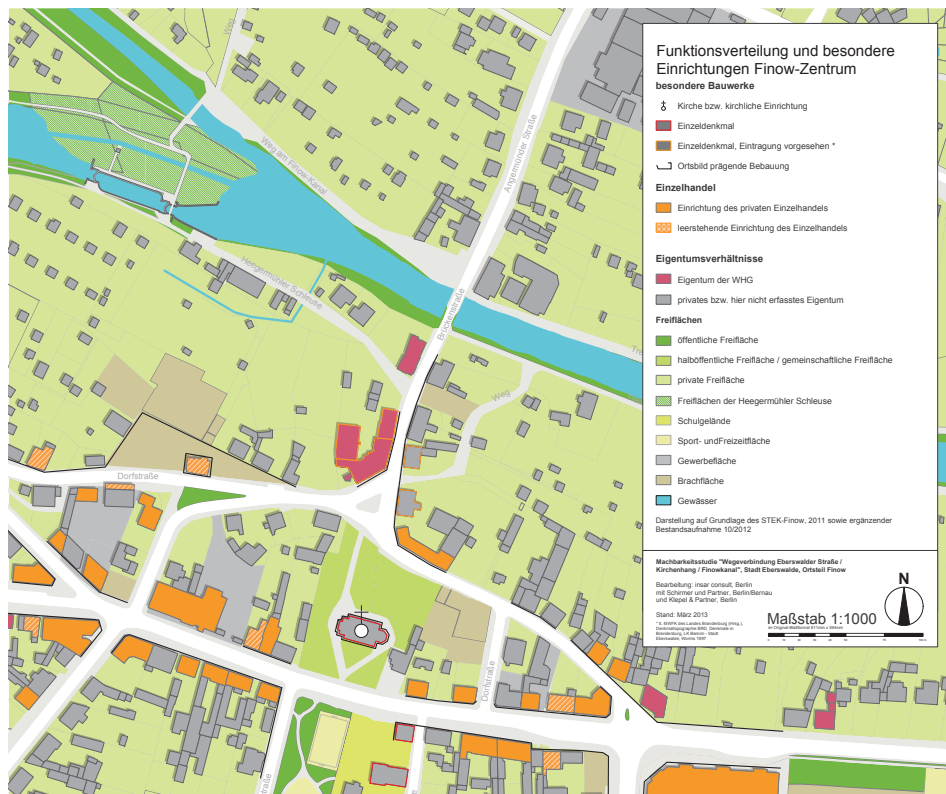 Funktionsverteilung und besondere
Einrichtungen Finow-Zentrum
besondere Bauwerke
Kirche bzw. kirchliche Einrichtung
Einzeldenkmal
Einzeldenkmal, Eintragung vorgesehen *
Ortsbild prägende Bebauung
Einzelhandel
Einrichtung des privaten Einzelhandels
leerstehende Einrichtung des Einzelhandels
Eigentumsverhältnisse
Eigentum der WHG
privates bzw. hier nicht erfasstes Eigentum
Freiflächen
öffentliche Freifläche
halböffentliche Freifläche / gemeinschaftliche Freifläche
private Freifläche
Freiflächen der Heegermühler Schleuse
Schulgelände
Sport- undFreizeitfläche
Gewerbefläche
Brachfläche
Gewässer
Darstellung auf Grundlage des STEK-Finow, 2011 sowie ergänzender
Bestandsaufnahme 10/2012
Machbarkeitsstudie "Wegeverbindung Eberswalder Straße /
Kirchenhang / Finowkanal", Stadt Eberswalde, Ortsteil Finow
Bearbeitung: insar consult, Berlin
mit Schirmer und Partner, Berlin/Bernau
und Klepel & Partner, Berlin
Stand: März 2013
N
Maßstab 1:1000
Weg
Weg am Finow-Kanal
Angermünder Straße
Heegermühler Schleuse
Brückenstraße
Tre
Weg
Dorfstraße
Dorfstraße
straße